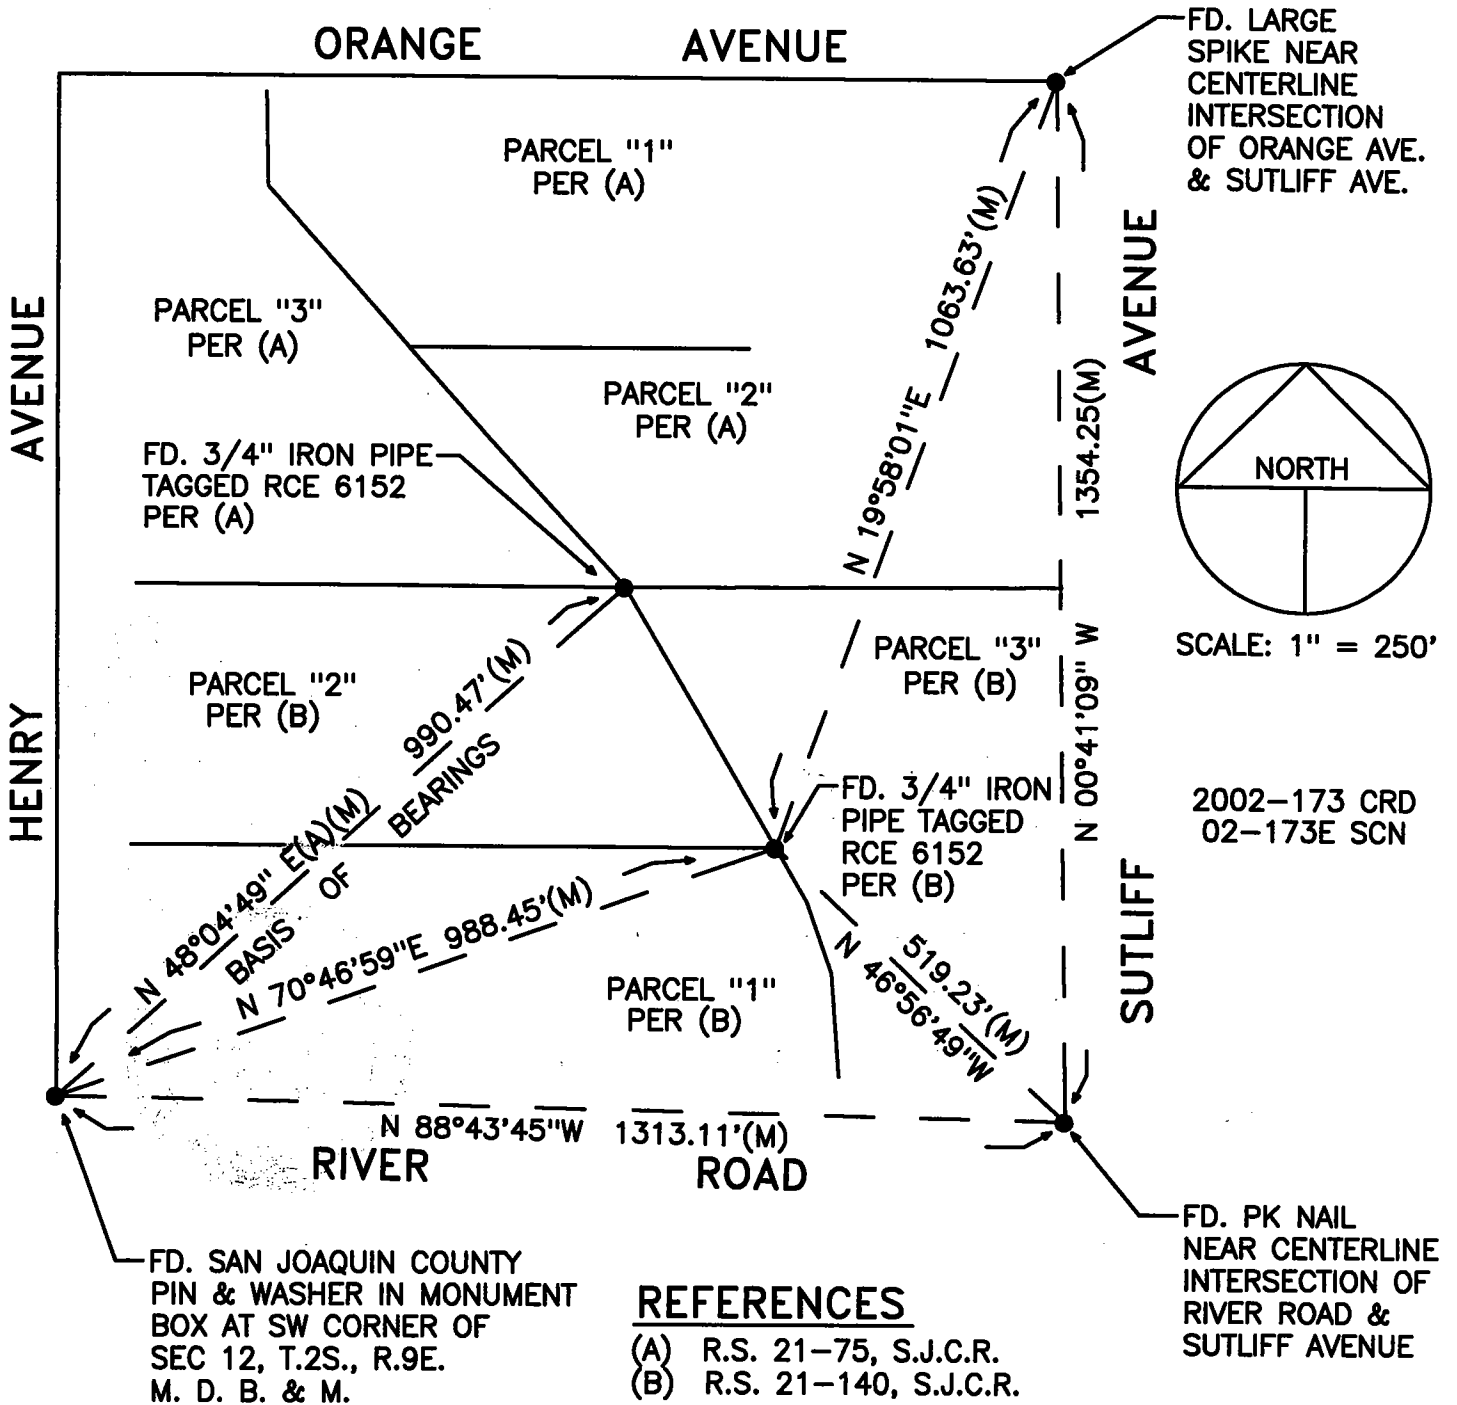 ORANGE AVENUE
FD. LARGE
SPIKE NEAR
CENTERLINE
INTERSECTION
OF ORANGE AVE.
& SUTLIFF AVE.
PARCEL "1"
PER (A)
PARCEL "3"
PER (A)
PARCEL "2"
PER (A)
HENRY AVENUE
FD. 3/4" IRON PIPE
TAGGED RCE 6152
PER (A)
N 19°58'01"E 1063.63'(M)
SUTLIFF AVENUE
N 00°41'09" W 1354.25(M)
NORTH
SCALE: 1" = 250'
PARCEL "2"
PER (B)
PARCEL "3"
PER (B)
N 48°04'49" E(A)(M) 990.47'(M)
BASIS OF BEARINGS
FD. 3/4" IRON
PIPE TAGGED
RCE 6152
PER (B)
2002-173 CRD
02-173E SCN
N 70°46'59"E 988.45'(M)
PARCEL "1"
PER (B)
519.23'(M)
N 46°56'49"W
N 88°43'45"W 1313.11'(M)
RIVER ROAD
FD. SAN JOAQUIN COUNTY
PIN & WASHER IN MONUMENT
BOX AT SW CORNER OF
SEC 12, T.2S., R.9E.
M. D. B. & M.
REFERENCES
(A) R.S. 21-75, S.J.C.R.
(B) R.S. 21-140, S.J.C.R.
FD. PK NAIL
NEAR CENTERLINE
INTERSECTION OF
RIVER ROAD &
SUTLIFF AVENUE